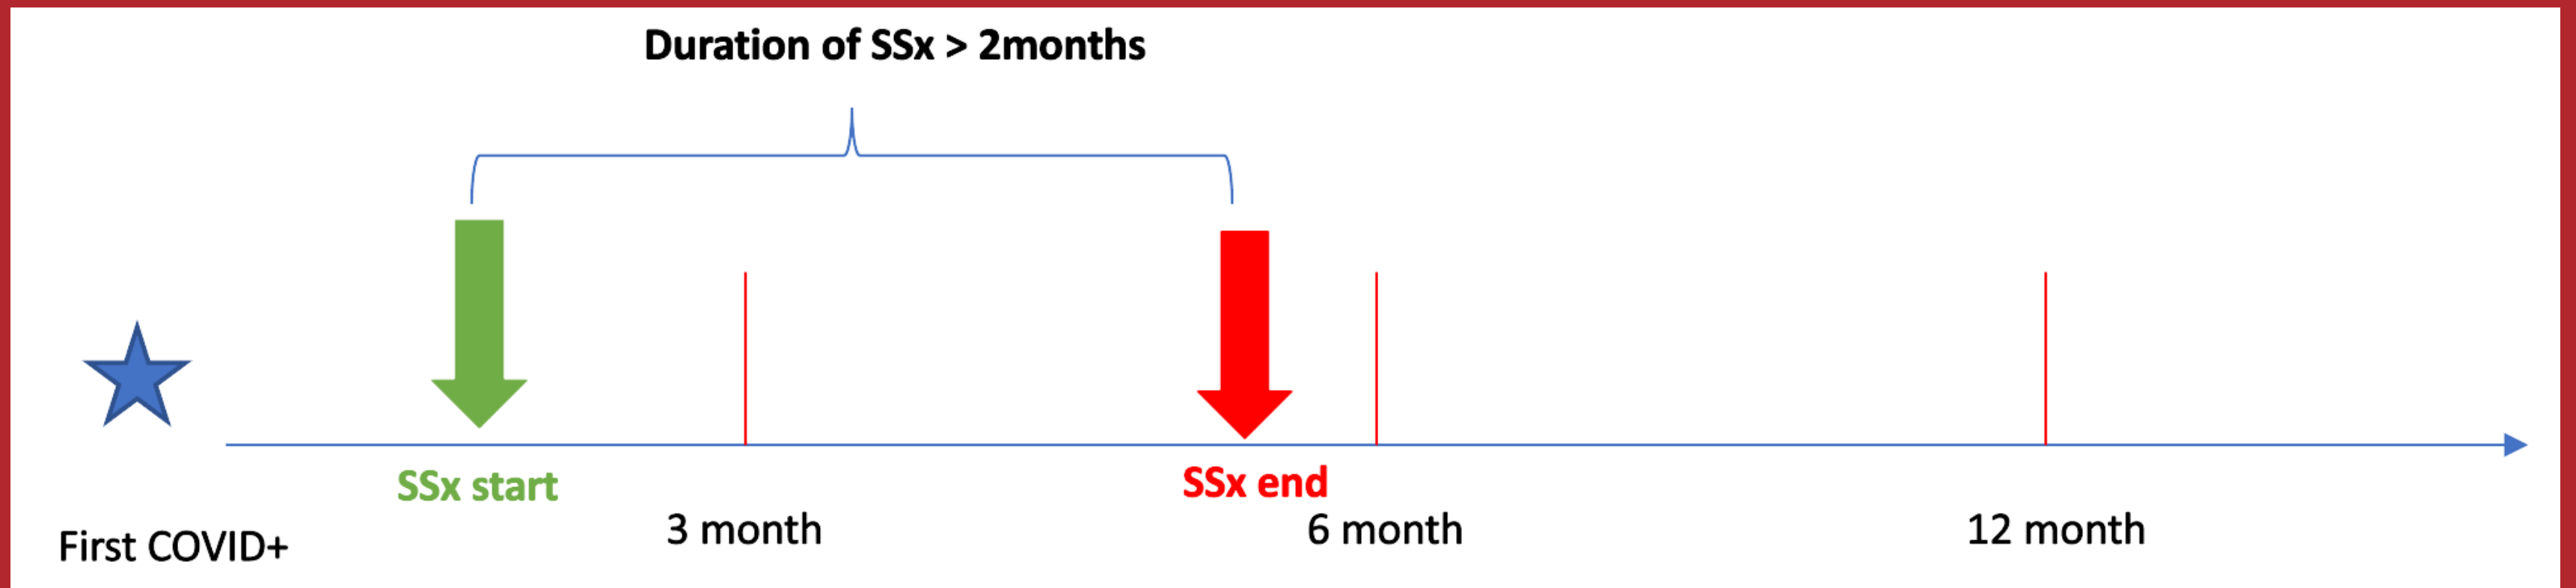 Duration of SSx > 2months
SSx start
SSx end
First COVID+
3 month
6 month
12 month